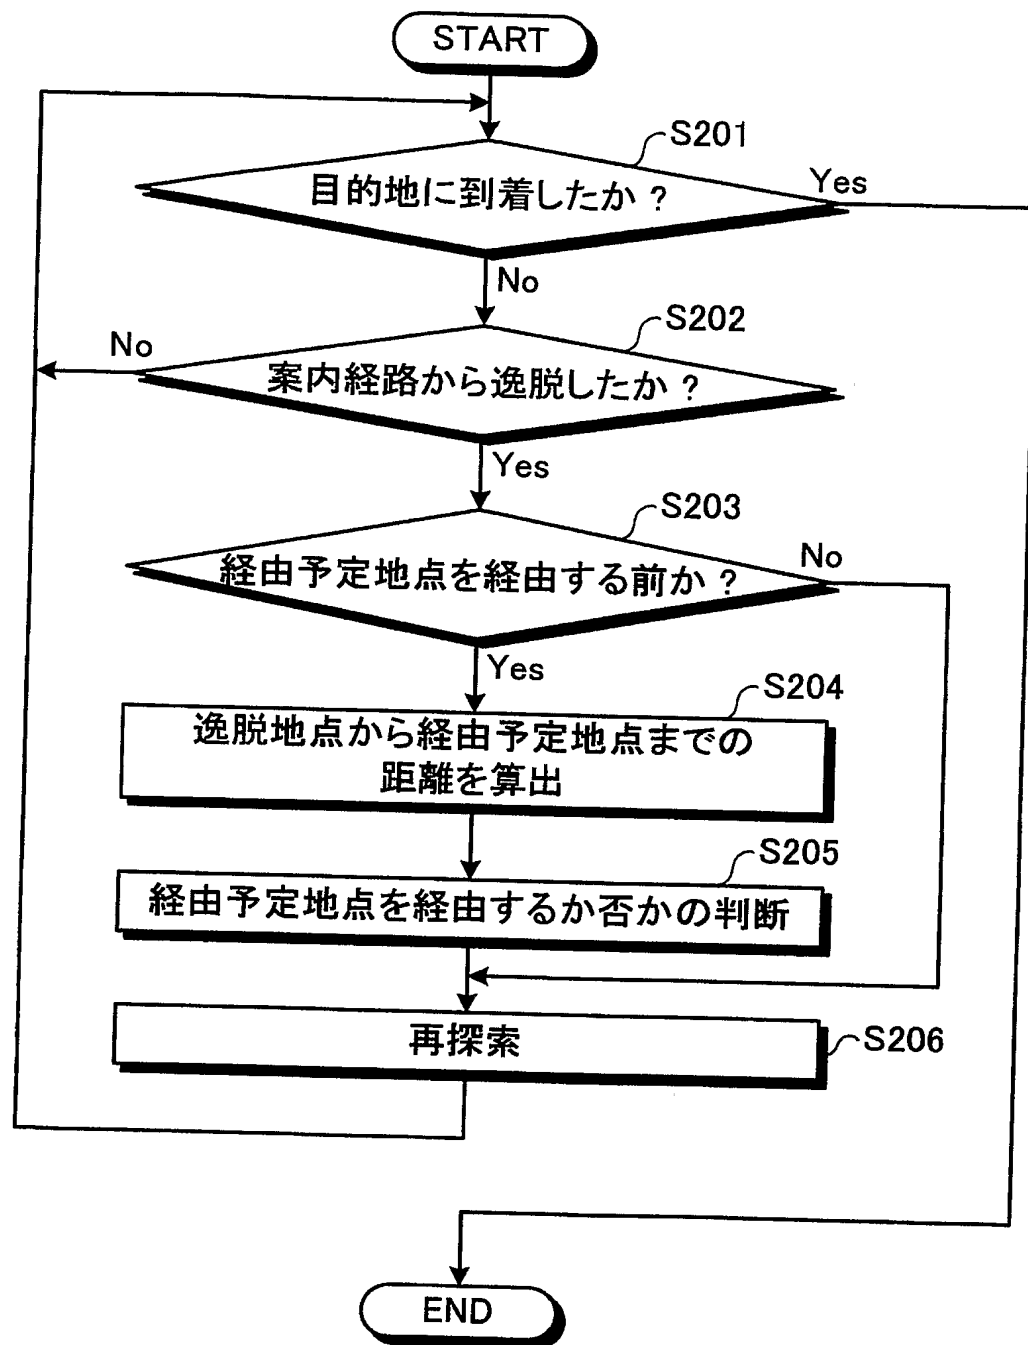 START
S201
目的地に到着したか？
Yes
No
S202
案内経路から逸脱したか？
No
Yes
S203
経由予定地点を経由する前か？
No
Yes
S204
逸脱地点から経由予定地点までの
距離を算出
S205
経由予定地点を経由するか否かの判断
再探索
S206
END